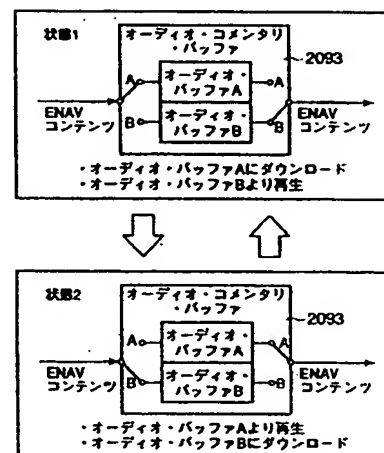 状態1
オーディオ・コメンタリ
・バッファ
2093
A
オーディオ・
バッファA
A
B
オーディオ・
バッファB
B
ENAV
コンテンツ
ENAV
コンテンツ
・オーディオ・バッファAにダウンロード
・オーディオ・バッファBより再生
状態2
オーディオ・コメンタリ
・バッファ
2093
A
オーディオ・
バッファA
A
B
オーディオ・
バッファB
B
ENAV
コンテンツ
ENAV
コンテンツ
・オーディオ・バッファAより再生
・オーディオ・バッファBにダウンロード